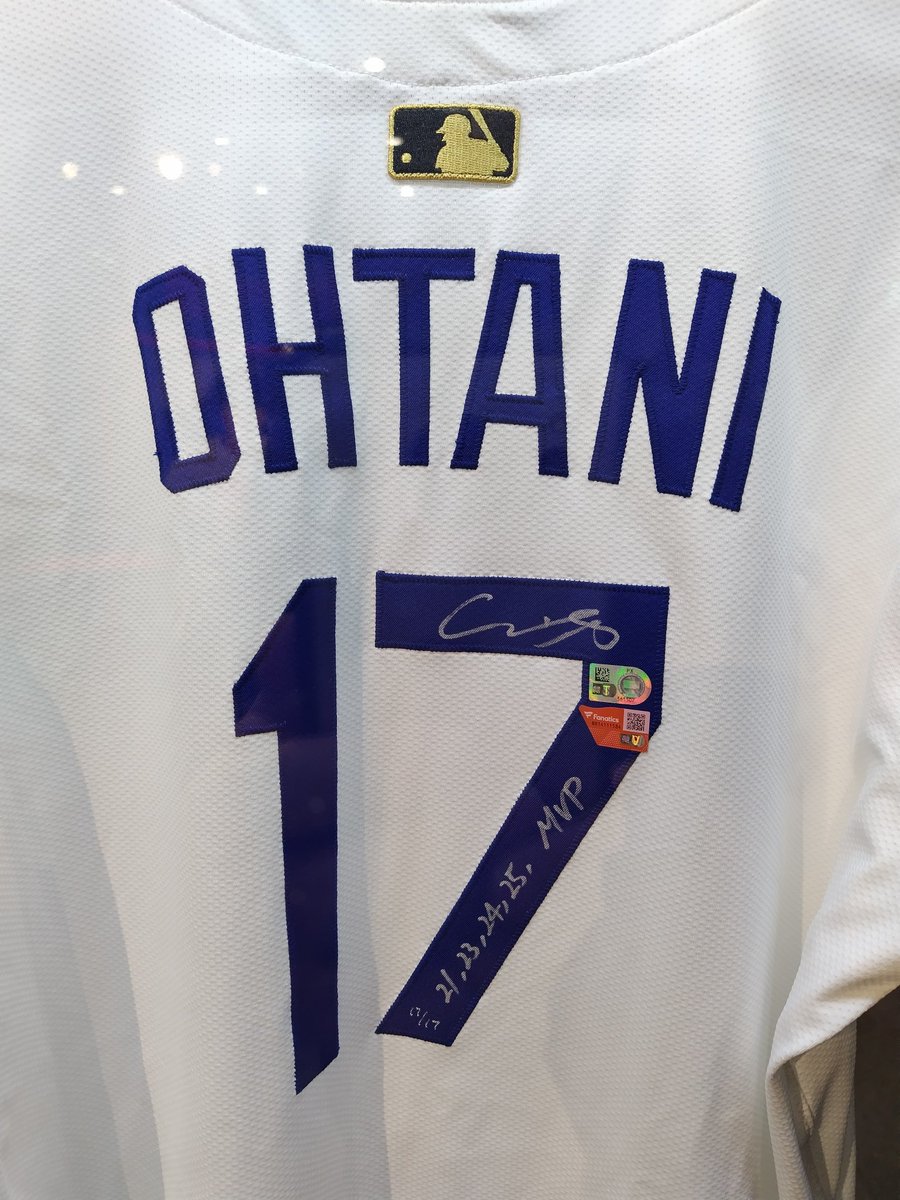 OHTANI
17
Fanatics
21, 23, 24, 25, MVP
17/17